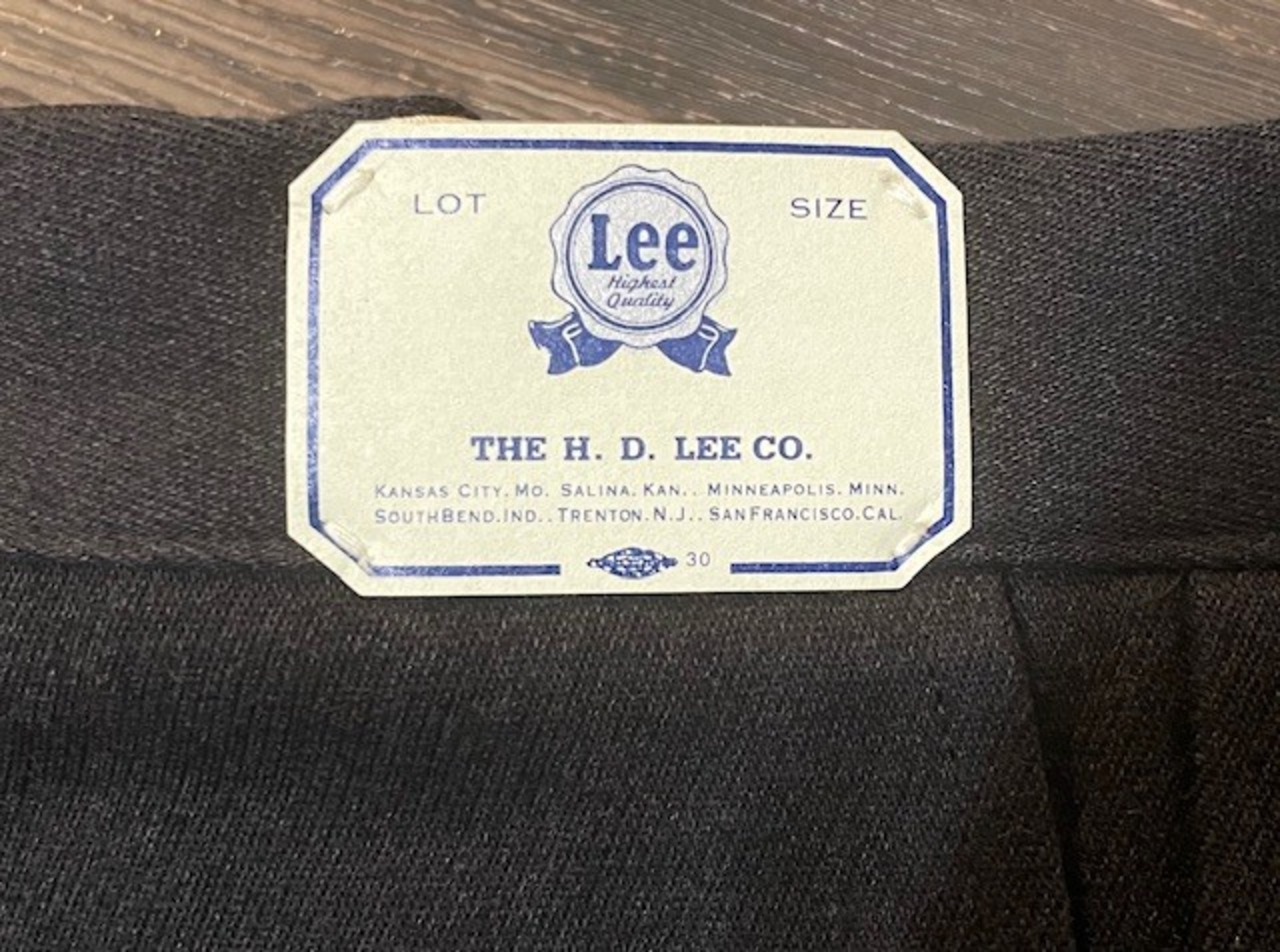 LOT
SIZE
Lee
Highest
Quality
THE H. D. LEE CO.
KANSAS CITY. MO. SALINA. KAN.. MINNEAPOLIS. MINN.
SOUTHBEND.IND.. TRENTON. N.J.. SANFRANCISCO.CAL.
30